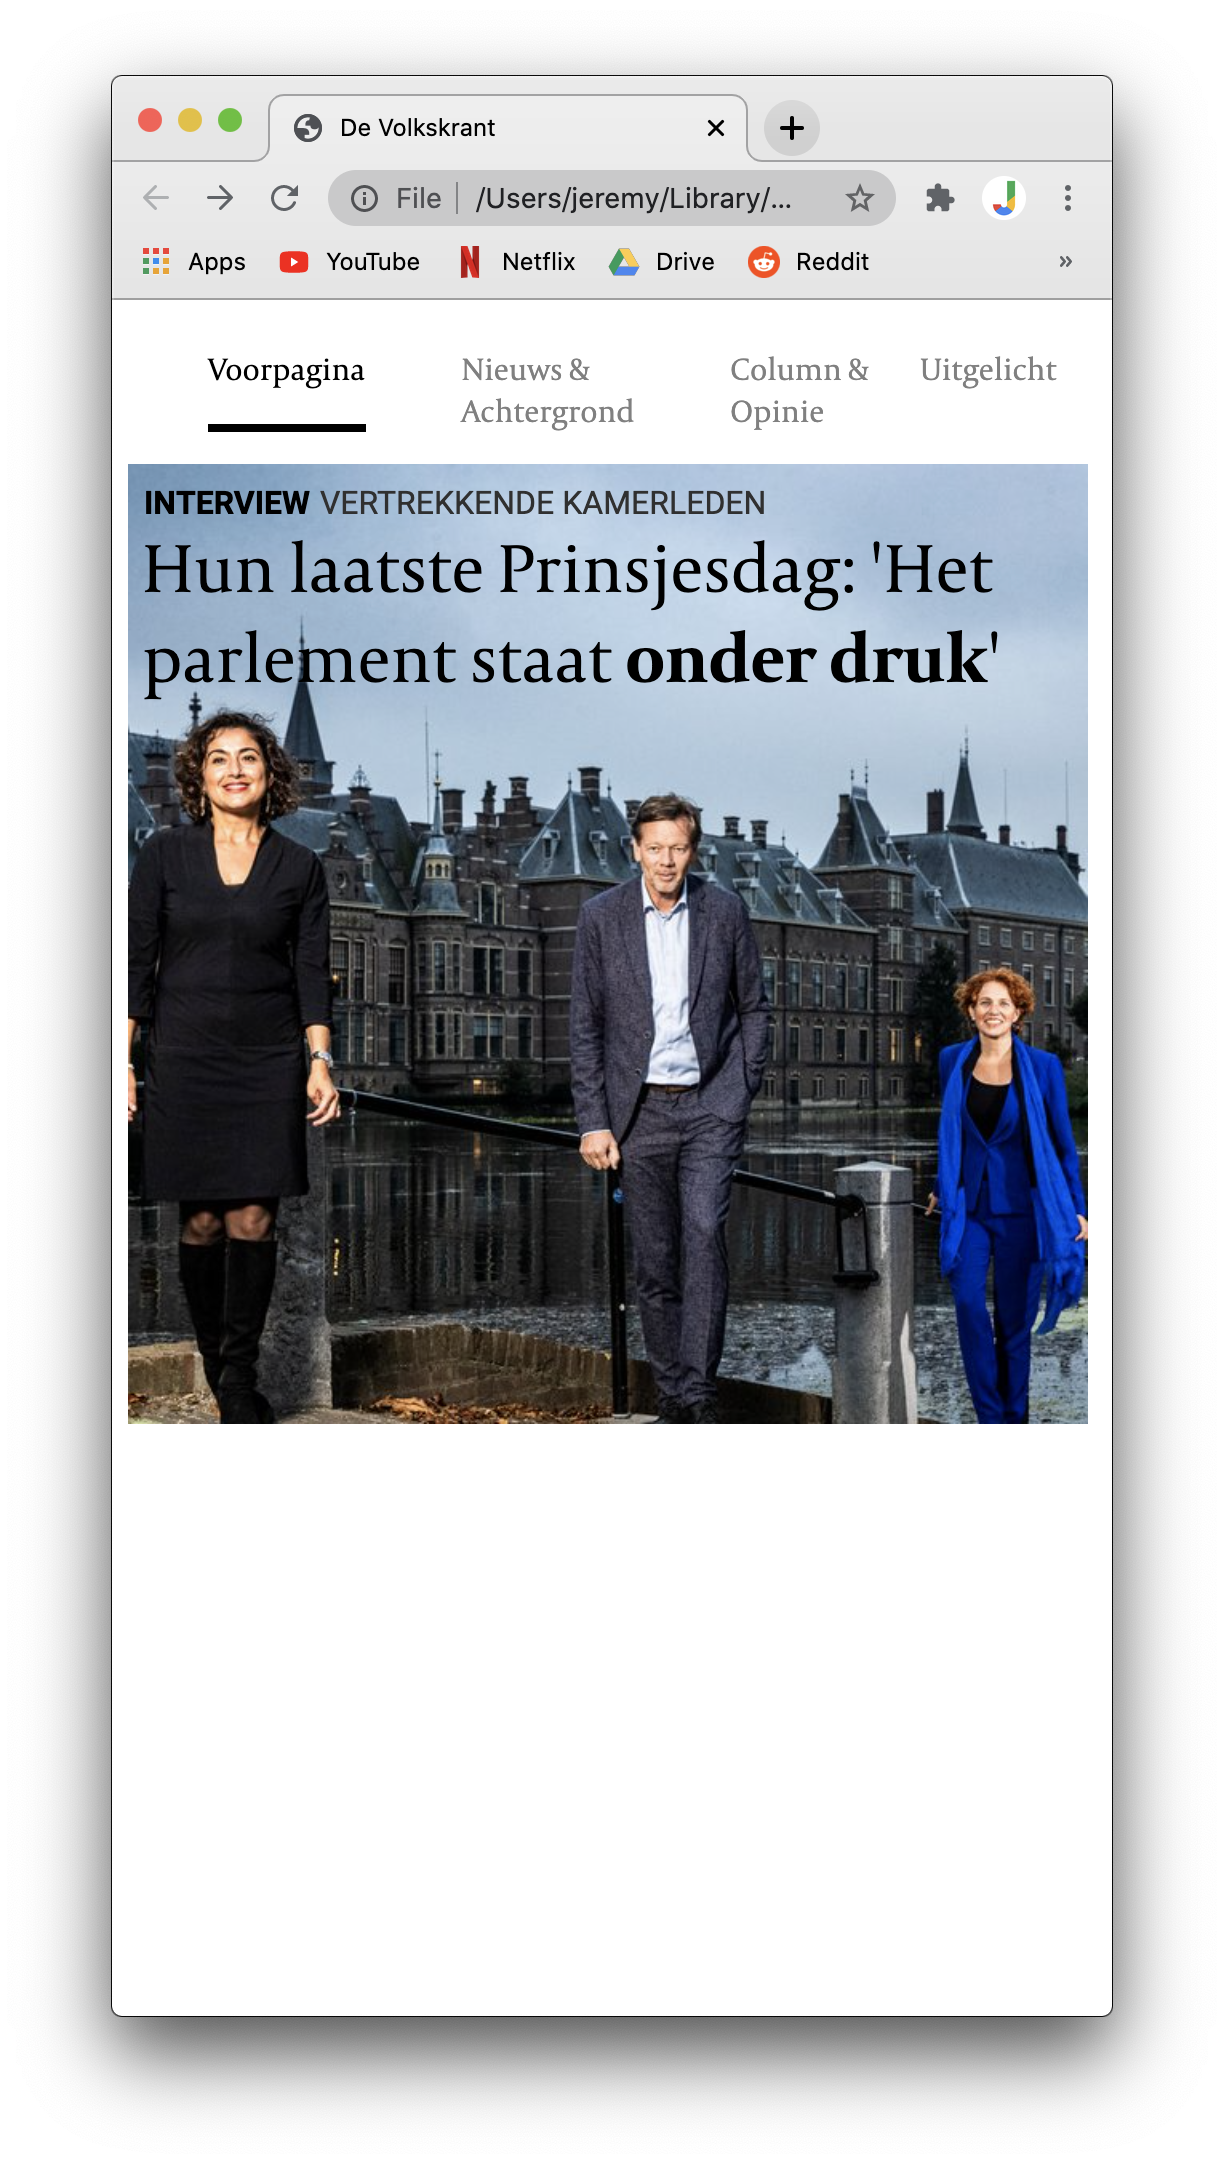 De Volkskrant
File /Users/jeremy/Library/...
Apps YouTube Netflix Drive Reddit »
Voorpagina
Nieuws &
Achtergrond
Column &
Opinie
Uitgelicht
INTERVIEW VERTREKKENDE KAMERLEDEN
Hun laatste Prinsjesdag: 'Het
parlement staat onder druk'